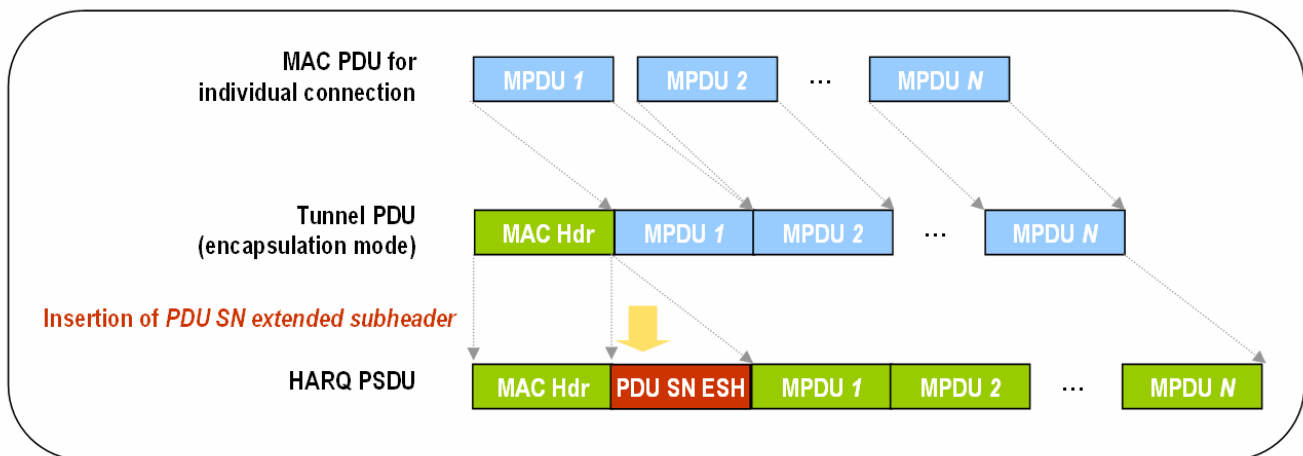 MAC PDU for
individual connection
MPDU 1
MPDU 2
...
MPDU N
Tunnel PDU
(encapsulation mode)
MAC Hdr
MPDU 1
MPDU 2
...
MPDU N
Insertion of PDU SN extended subheader
HARQ PSDU
MAC Hdr
PDU SN ESH
MPDU 1
MPDU 2
...
MPDU N